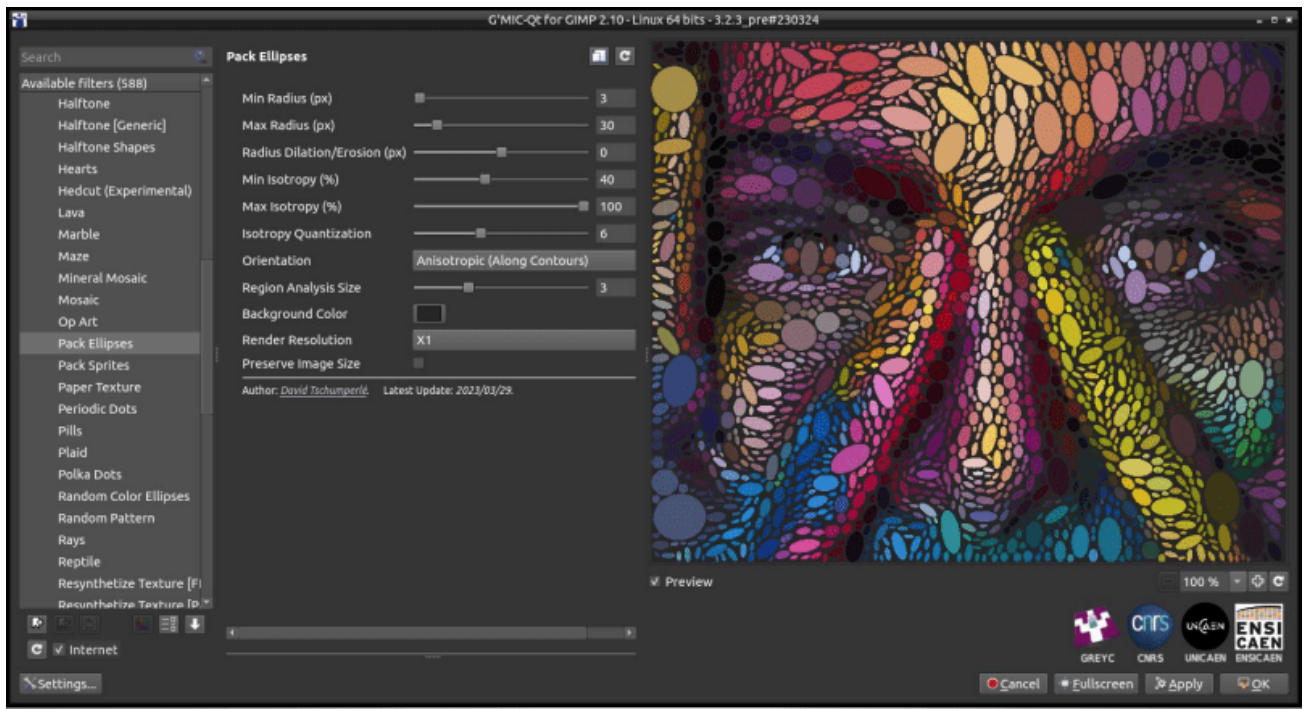 G'MIC-Qt for GIMP 2.10 - Linux 64 bits - 3.2.3_pre#230324
Search
Available filters (588)
Halftone
Halftone [Generic]
Halftone Shapes
Hearts
Hedcut (Experimental)
Lava
Marble
Maze
Mineral Mosaic
Mosaic
Op Art
Pack Ellipses
Pack Sprites
Paper Texture
Periodic Dots
Pills
Plaid
Polka Dots
Random Color Ellipses
Random Pattern
Rays
Reptile
Resynthetize Texture [F
Resynthetize Texture [P
Internet
Settings...
Pack Ellipses
Min Radius (px) 3
Max Radius (px) 30
Radius Dilation/Erosion (px) 0
Min Isotropy (%) 40
Max Isotropy (%) 100
Isotropy Quantization 6
Orientation Anisotropic (Along Contours)
Region Analysis Size 3
Background Color
Render Resolution X1
Preserve Image Size
Author: David Tschumperlé. Latest Update: 2023/03/29.
Preview
100 %
cnrs UNICAEN ENSI
CAEN
GREYC CNRS UNICAEN ENSICAEN
Cancel Fullscreen Apply OK